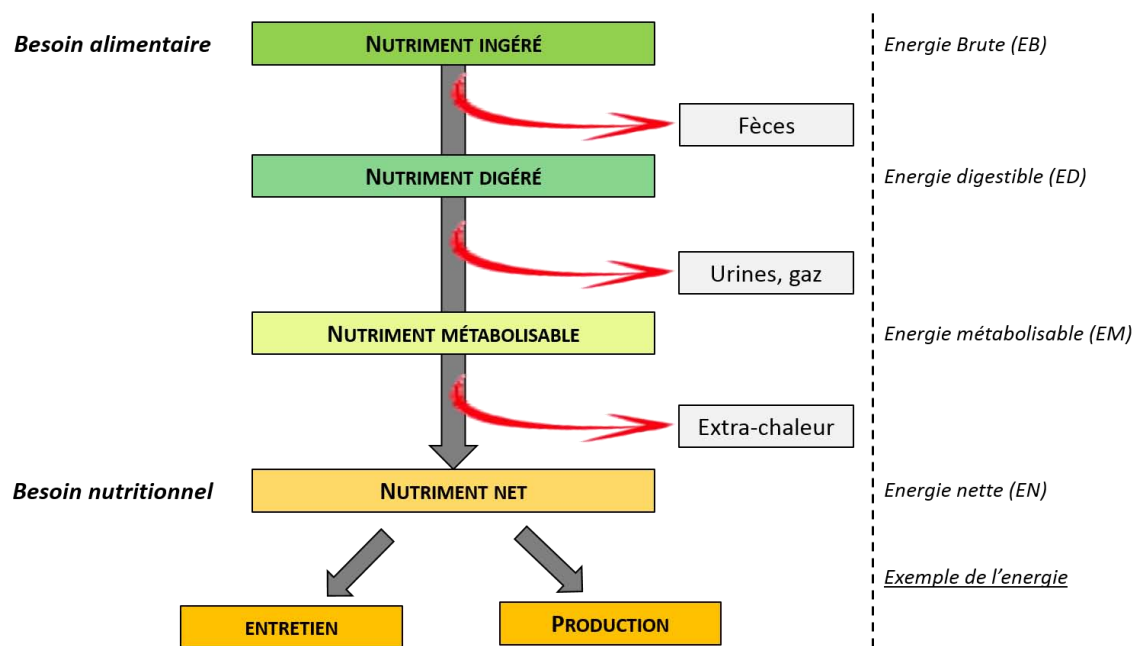 Besoin alimentaire
NUTRIMENT INGÉRÉ
Energie Brute (EB)
Fèces
NUTRIMENT DIGÉRÉ
Energie digestible (ED)
Urines, gaz
NUTRIMENT MÉTABOLISABLE
Energie métabolisable (EM)
Extra-chaleur
Besoin nutritionnel
NUTRIMENT NET
Energie nette (EN)
Exemple de l'energie
ENTRETIEN
PRODUCTION